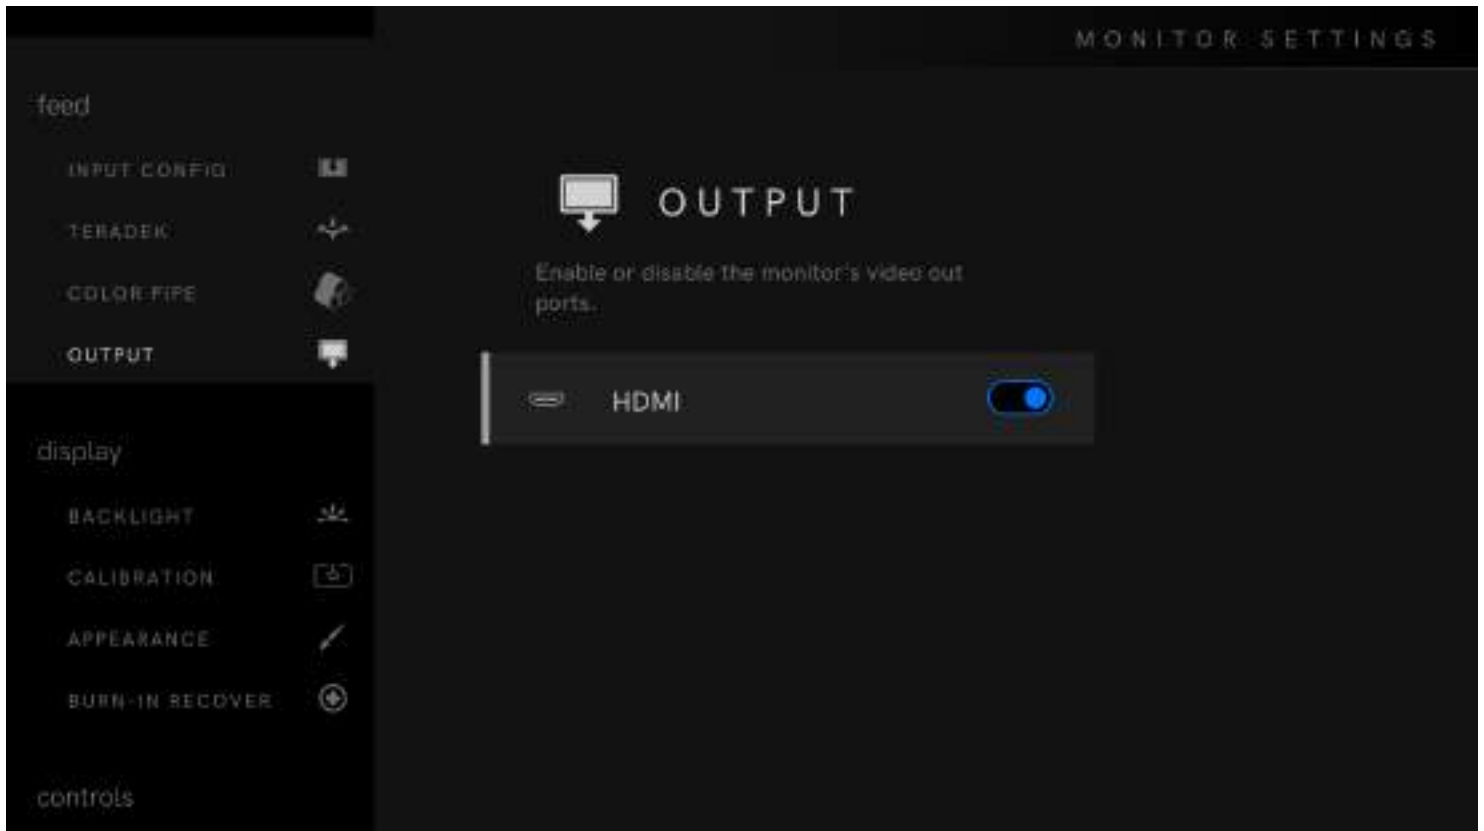 MONITOR SETTINGS
feed
INPUT CONFIG
TERADEK
COLOR PIPE
OUTPUT
display
BACKLIGHT
CALIBRATION
APPEARANCE
BURN-IN RECOVER
controls
OUTPUT
Enable or disable the monitor's video out
ports.
HDMI